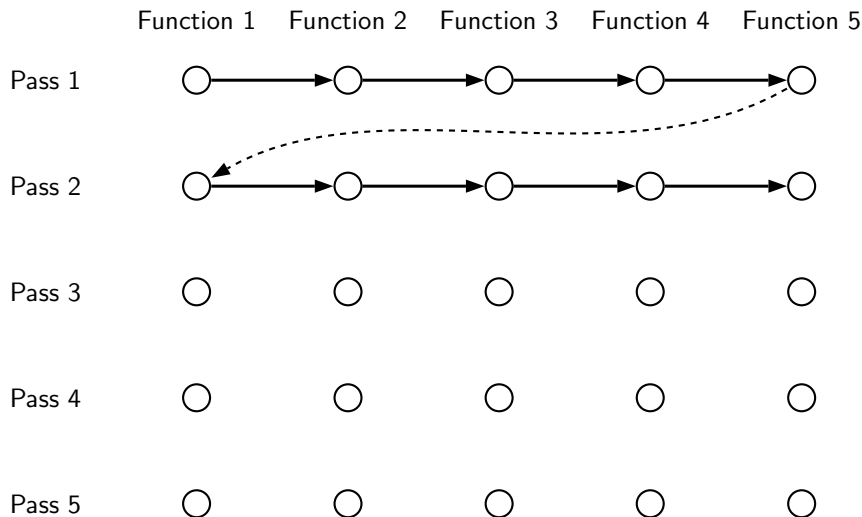 Function 1 Function 2 Function 3 Function 4 Function 5
Pass 1
Pass 2
Pass 3
Pass 4
Pass 5